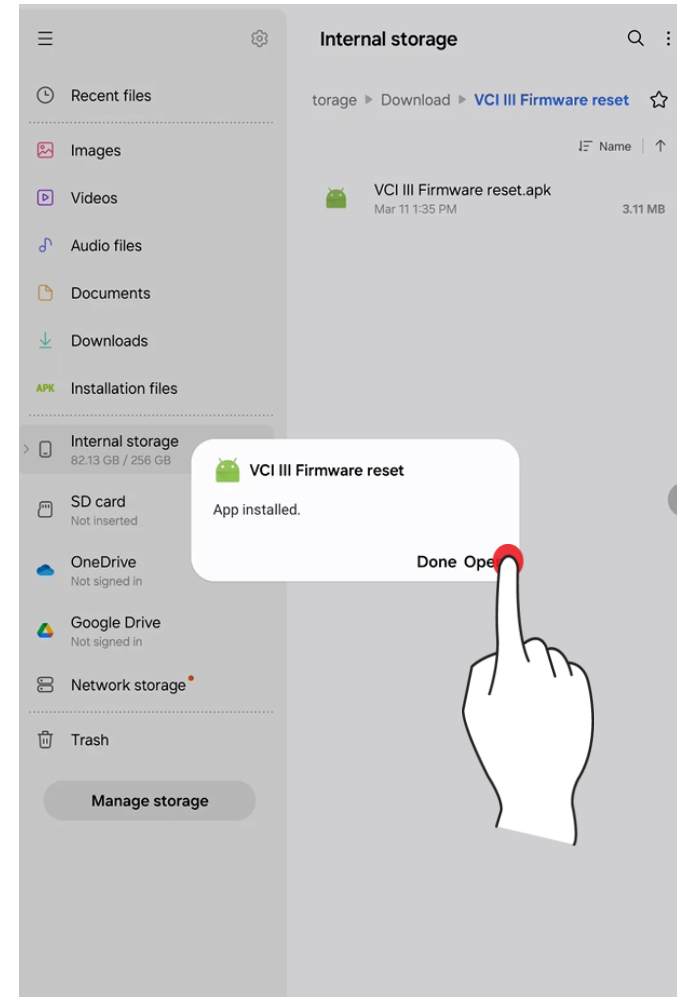 Recent files
Images
Videos
Audio files
Documents
Downloads
APK Installation files
Internal storage
82.13 GB / 256 GB
SD card
Not inserted
OneDrive
Not signed in
Google Drive
Not signed in
Network storage
Trash
Manage storage
Internal storage
torage ▶ Download ▶ VCI III Firmware reset
Name
VCI III Firmware reset.apk
Mar 11 1:35 PM 3.11 MB
VCI III Firmware reset
App installed.
Done Ope